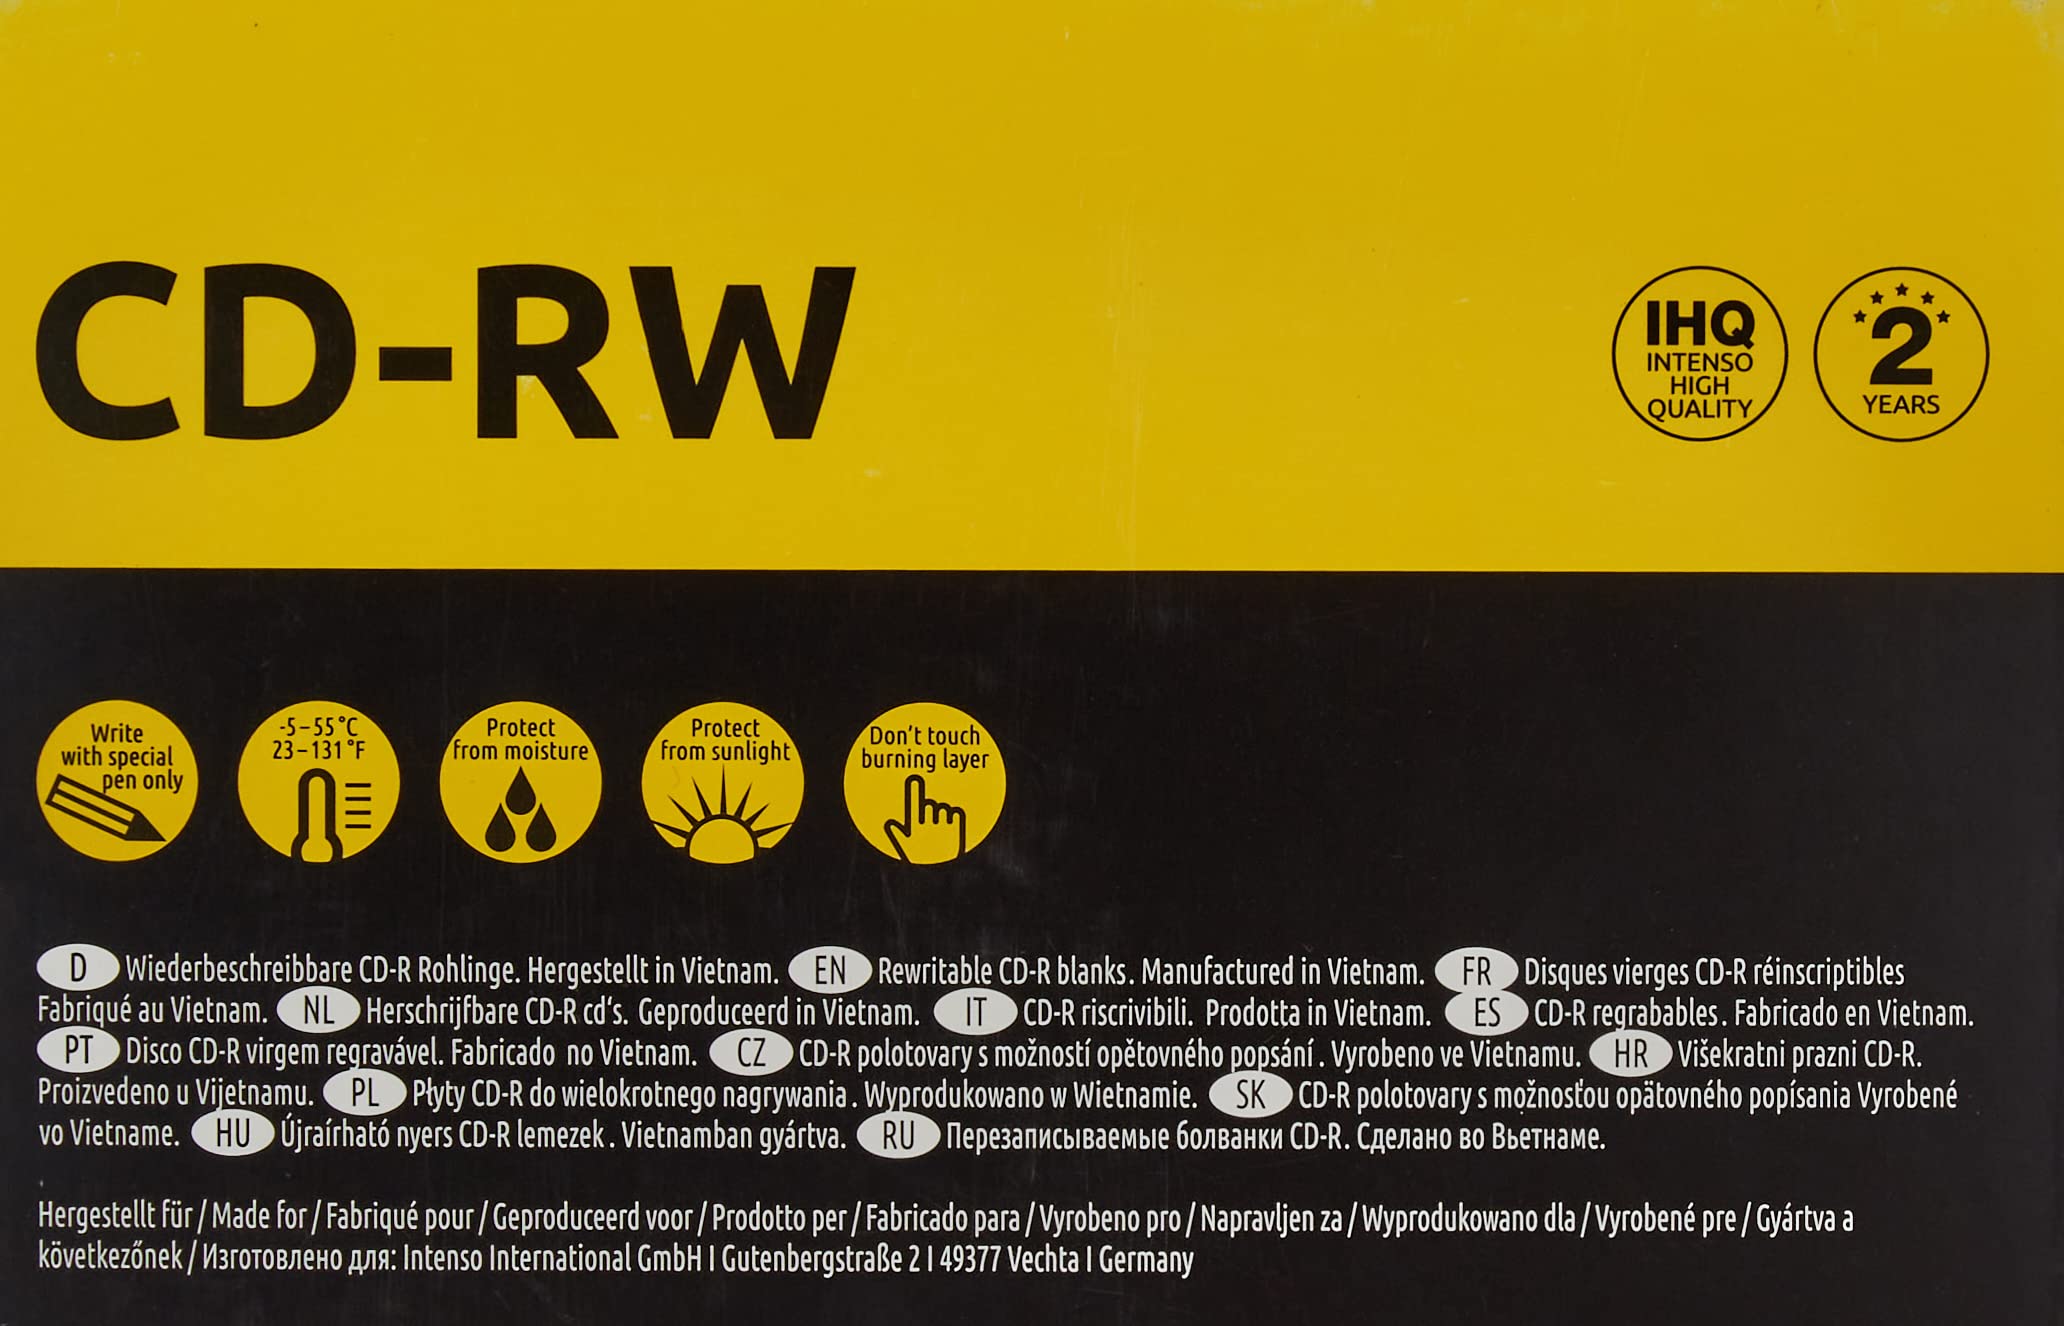 CD-RW
IHQ
INTENSO
HIGH
QUALITY
2
YEARS
Write
with special
pen only
-5–55°C
23–131°F
Protect
from moisture
Protect
from sunlight
Don't touch
burning layer
D Wiederbeschreibbare CD-R Rohlinge. Hergestellt in Vietnam. EN Rewritable CD-R blanks. Manufactured in Vietnam. FR Disques vierges CD-R réinscriptibles
Fabriqué au Vietnam. NL Herschrijfbare CD-R cd‘s. Geproduceerd in Vietnam. IT CD-R riscrivibili. Prodotta in Vietnam. ES CD-R regrabables. Fabricado en Vietnam.
PT Disco CD-R virgem regravável. Fabricado no Vietnam. CZ CD-R polotovary s možností opětovného popsání. Vyrobeno ve Vietnamu. HR Višekratni prazni CD-R.
Proizvedeno u Vijetnamu. PL Płyty CD-R do wielokrotnego nagrywania. Wyprodukowano w Wietnamie. SK CD-R polotovary s možnosťou opätovného popísania Vyrobené
vo Vietname. HU Újraírható nyers CD-R lemezek. Vietnamban gyártva. RU Перезаписываемые болванки CD-R. Сделано во Вьетнаме.
Hergestellt für / Made for / Fabriqué pour / Geproduceerd voor / Prodotto per / Fabricado para / Vyrobeno pro / Napravljen za / Wyprodukowano dla / Vyrobené pre / Gyártva a
következőnek / Изготовлено для: Intenso International GmbH I Gutenbergstraße 2 I 49377 Vechta I Germany